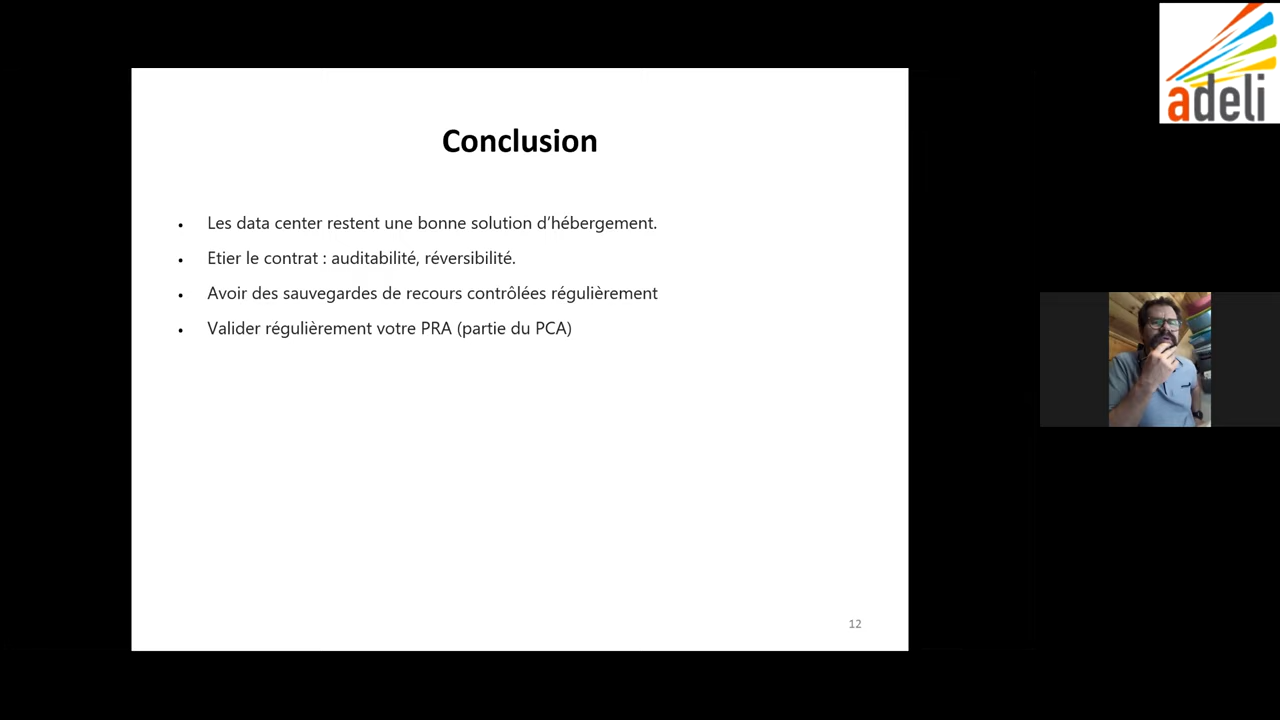 adeli
Conclusion
• Les data center restent une bonne solution d’hébergement.
• Etier le contrat : auditabilité, réversibilité.
• Avoir des sauvegardes de recours contrôlées régulièrement
• Valider régulièrement votre PRA (partie du PCA)
12